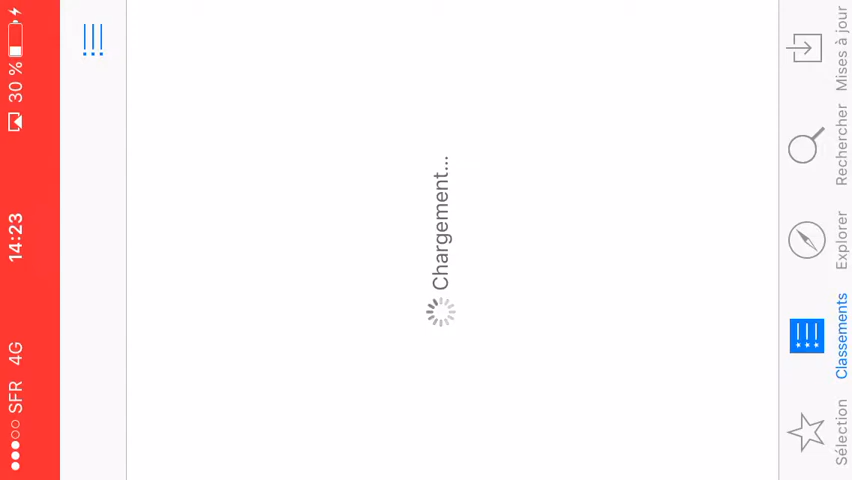 SFR 4G 14:23 30 %
Chargement...
Sélection Classements Explorer Rechercher Mises à jour